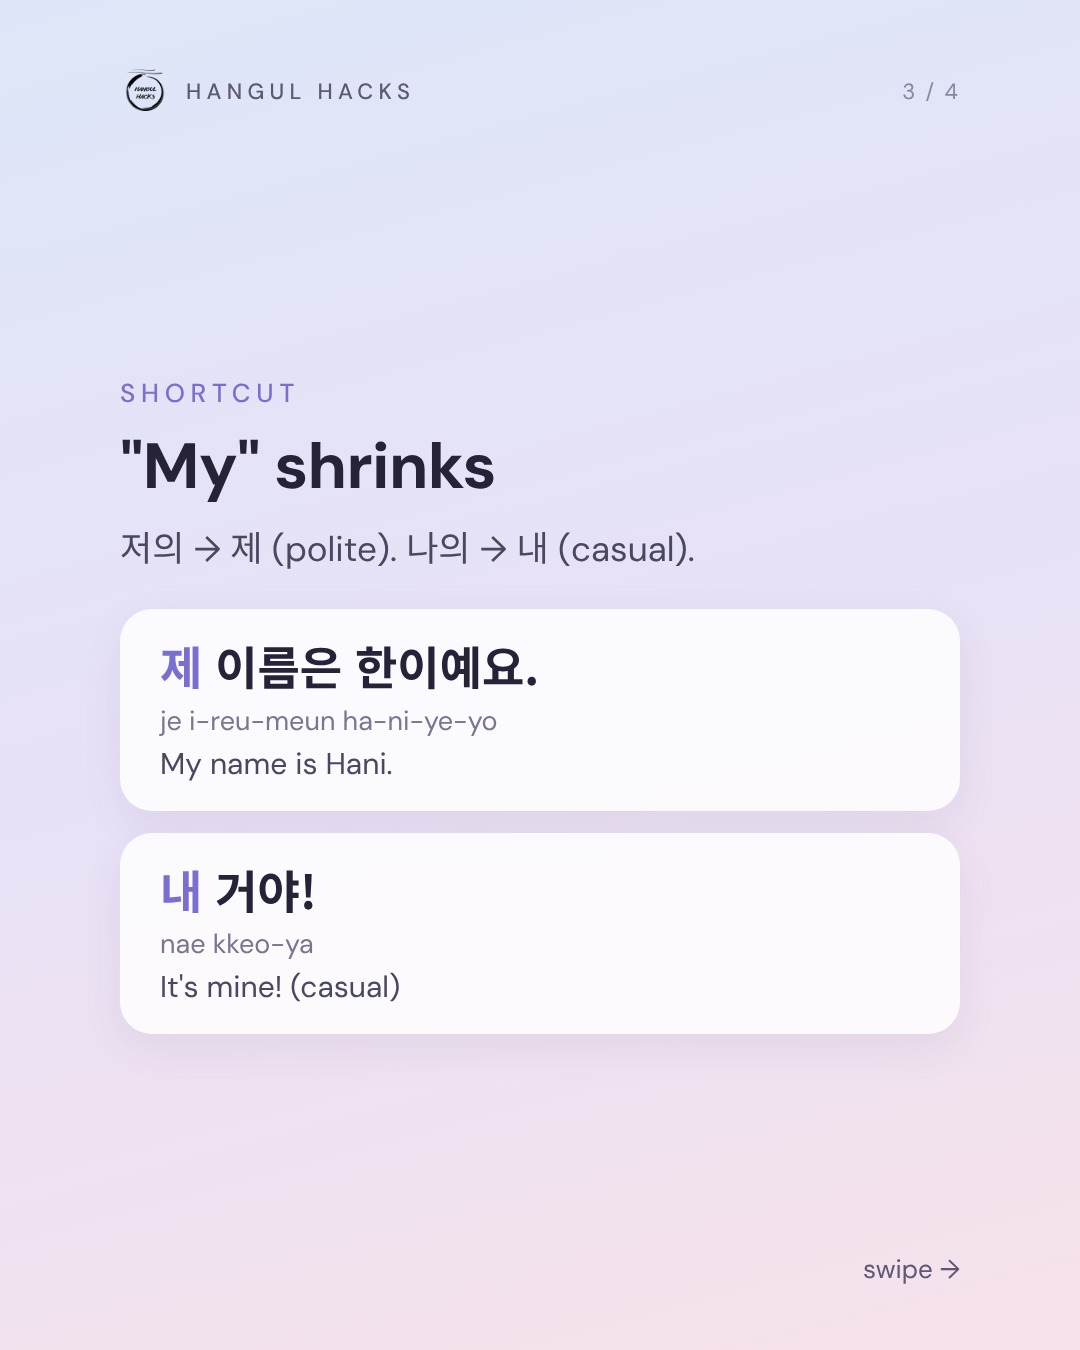 HANGUL HACKS
HANGUL HACKS
3 / 4
SHORTCUT
"My" shrinks
저의 → 제 (polite). 나의 → 내 (casual).
제 이름은 한이예요.
je i-reu-meun ha-ni-ye-yo
My name is Hani.
내 거야!
nae kkeo-ya
It's mine! (casual)
swipe →